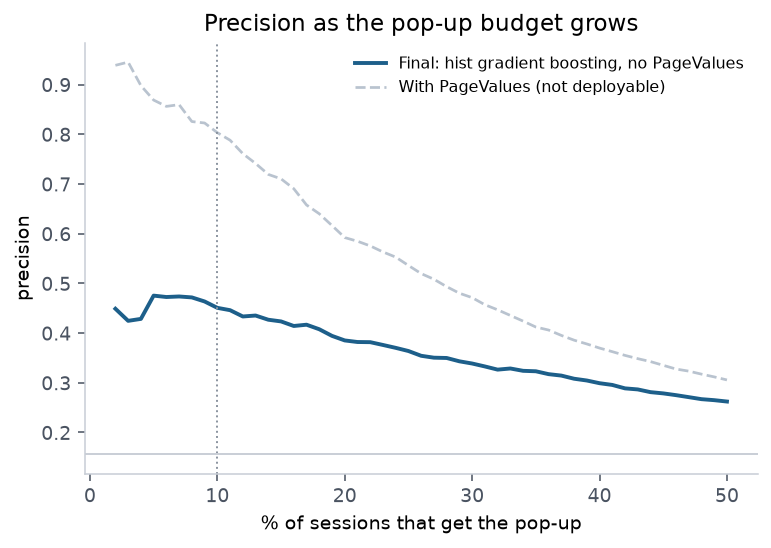 Precision as the pop-up budget grows
Final: hist gradient boosting, no PageValues
With PageValues (not deployable)
precision
0.9
0.8
0.7
0.6
0.5
0.4
0.3
0.2
0 10 20 30 40 50
% of sessions that get the pop-up